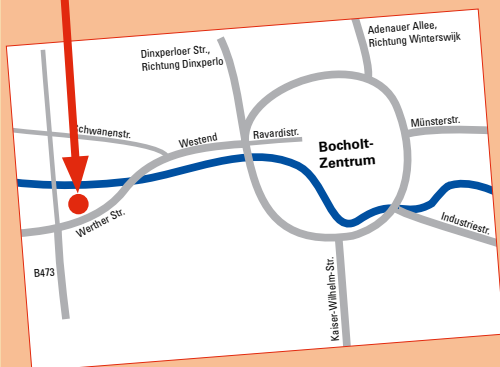 Adenauer Allee,
Richtung Winterswijk
Dinxperloer Str.,
Richtung Dinxperlo
Schwanenstr.
Westend
Ravardistr.
Münsterstr.
Bocholt-
Zentrum
Werther Str.
Industriestr.
B473
Kaiser-Wilhelm-Str.